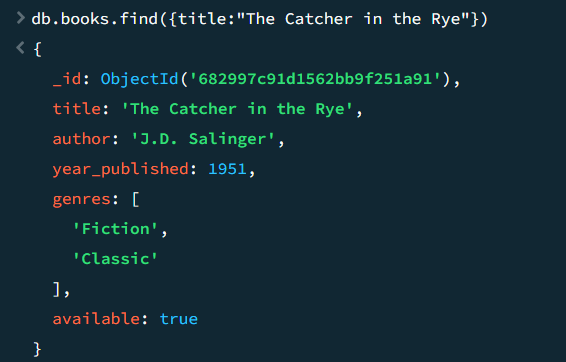 > db.books.find({title:"The Catcher in the Rye"})
< {
_id: ObjectId('682997c91d1562bb9f251a91'),
title: 'The Catcher in the Rye',
author: 'J.D. Salinger',
year_published: 1951,
genres: [
'Fiction',
'Classic'
],
available: true
}